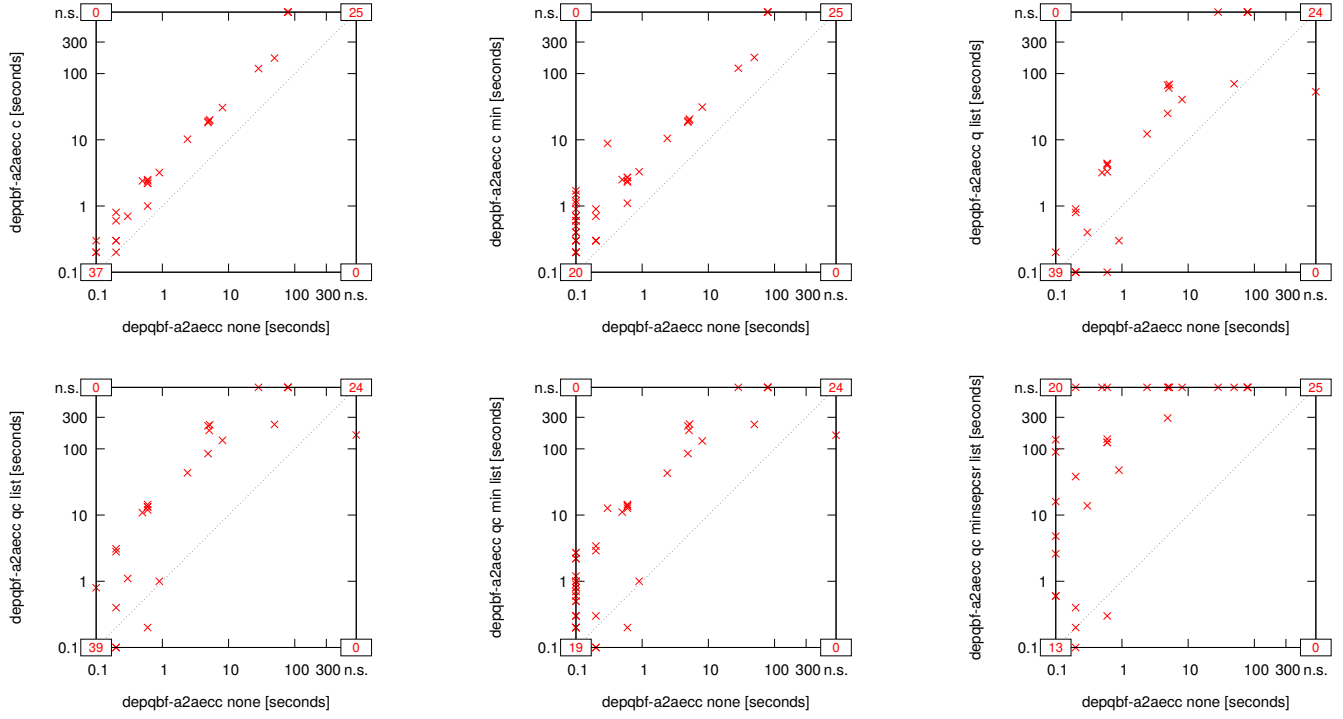 0 25 0 25 0 24
n.s. n.s. n.s.
300 300 300
100 100 100
10 10 10
1 1 1
0.1 0.1 0.1
37 0 20 0 39 0
0.1 1 10 100 300 n.s. 0.1 1 10 100 300 n.s. 0.1 1 10 100 300 n.s.
depqbf-a2aecc c [seconds] depqbf-a2aecc c min [seconds] depqbf-a2aecc q list [seconds]
depqbf-a2aecc none [seconds] depqbf-a2aecc none [seconds] depqbf-a2aecc none [seconds]
0 24 0 24 20 25
n.s. n.s. n.s.
300 300 300
100 100 100
10 10 10
1 1 1
0.1 0.1 0.1
39 0 19 0 13 0
0.1 1 10 100 300 n.s. 0.1 1 10 100 300 n.s. 0.1 1 10 100 300 n.s.
depqbf-a2aecc qc list [seconds] depqbf-a2aecc qc min list [seconds] depqbf-a2aecc qc minsepcsr list [seconds]
depqbf-a2aecc none [seconds] depqbf-a2aecc none [seconds] depqbf-a2aecc none [seconds]